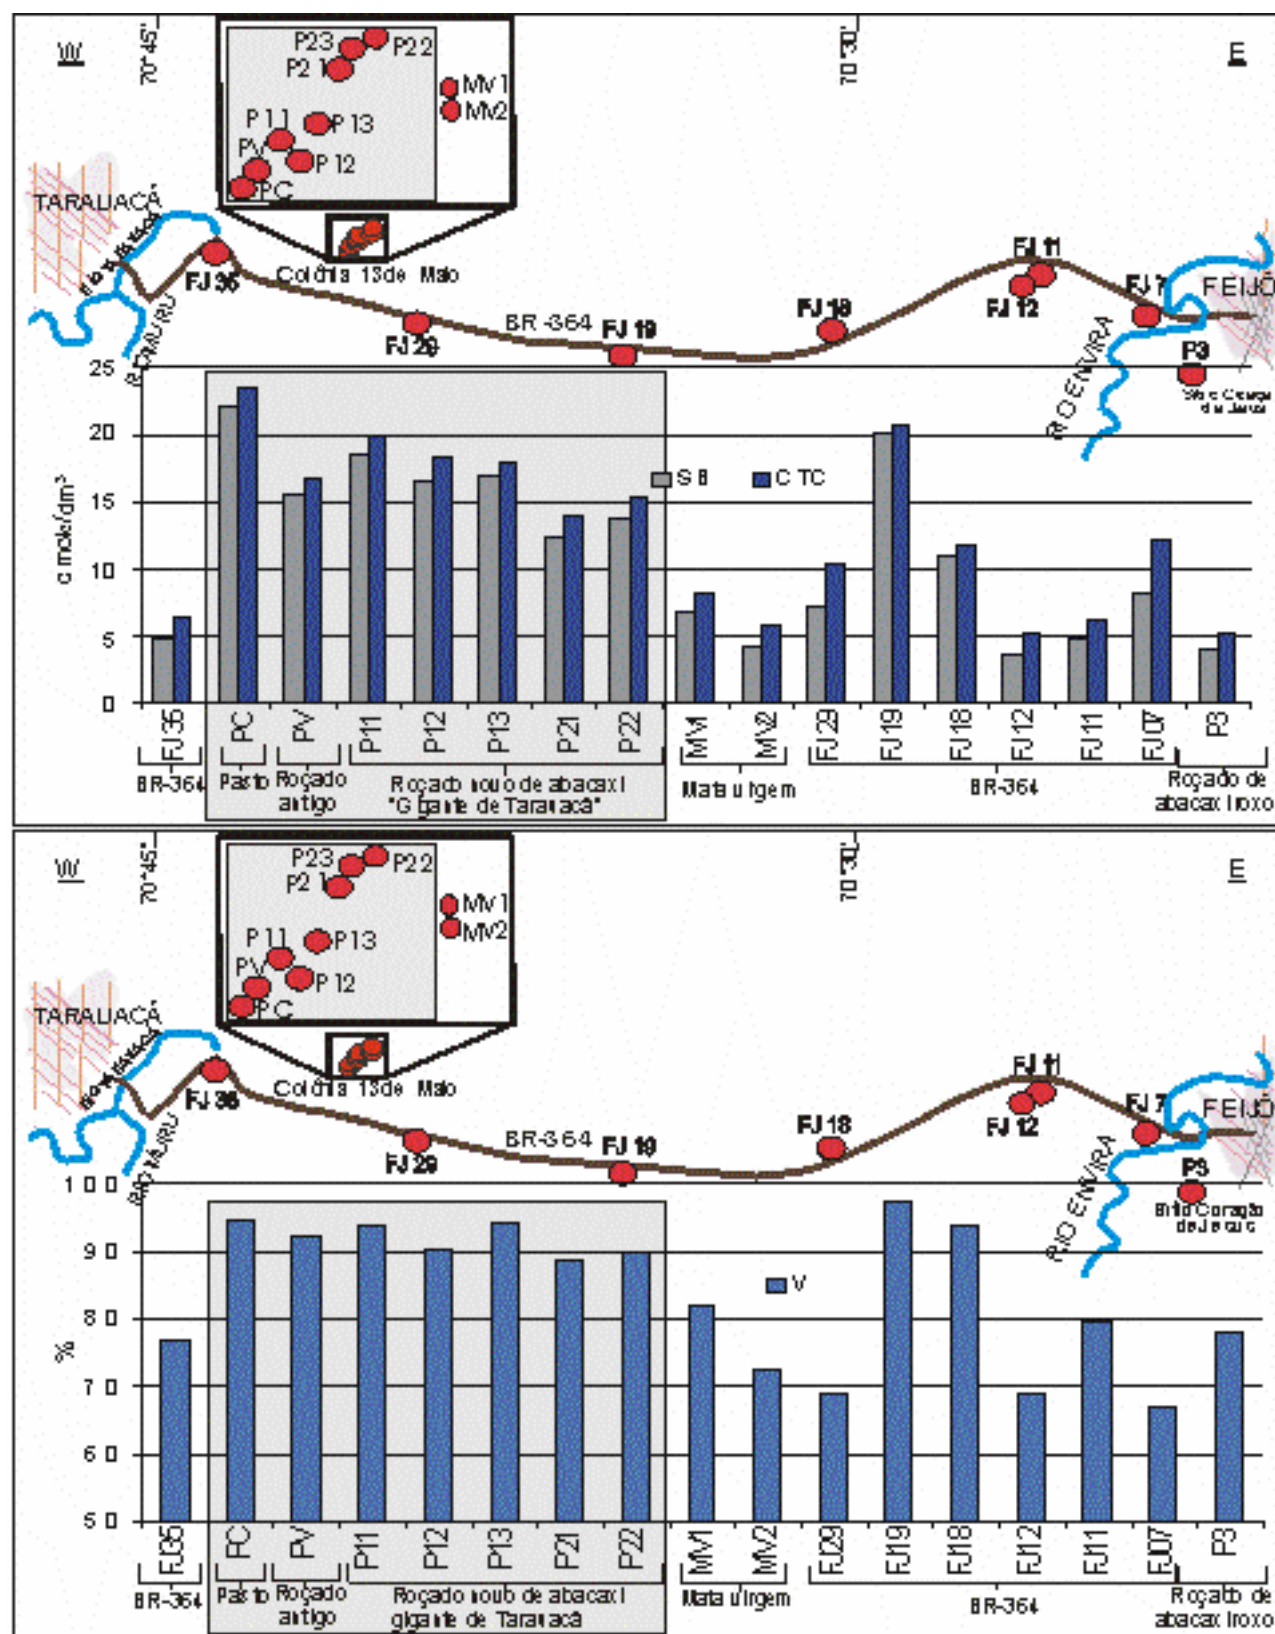 W
70°45'
70°30'
E
P23
P22
P21
MV1
MV2
P11
P13
PV
P12
PC
TARAUACÁ
FJ 11
FJ 35
Colônia 13 de Maio
FJ 12
FJ 7
FEIJÓ
FJ 18
BR-364
FJ 19
FJ 29
RIO ENVIRA
P3
25
20
15
10
5
0
SB
CTC
FJ35
PC
PV
P11
P12
P13
P21
P22
MV1
MV2
FJ29
FJ19
FJ18
FJ12
FJ11
FJ07
P3
BR-364
Pasto
Roçado
antigo
Roçado novo de abacaxi
"Gigante de Tarauacá"
Mata virgem
BR-364
Roçado de
abacaxi roxo
W
70°45'
70°30'
E
P23
P22
P21
MV1
MV2
P11
P13
PV
P12
PC
TARAUACÁ
FJ 11
Colônia 13 de Maio
FJ 12
FJ 7
FEIJÓ
FJ 18
BR-364
FJ 19
FJ 29
RIO ENVIRA
P3
100
90
80
70
60
50
%
V
FJ35
PC
PV
P11
P12
P13
P21
P22
MV1
MV2
FJ29
FJ19
FJ18
FJ12
FJ11
FJ07
P3
BR-364
Pasto
Roçado
antigo
Roçado novo de abacaxi
gigante de Tarauacá
Mata virgem
BR-364
Roçado de
abacaxi roxo